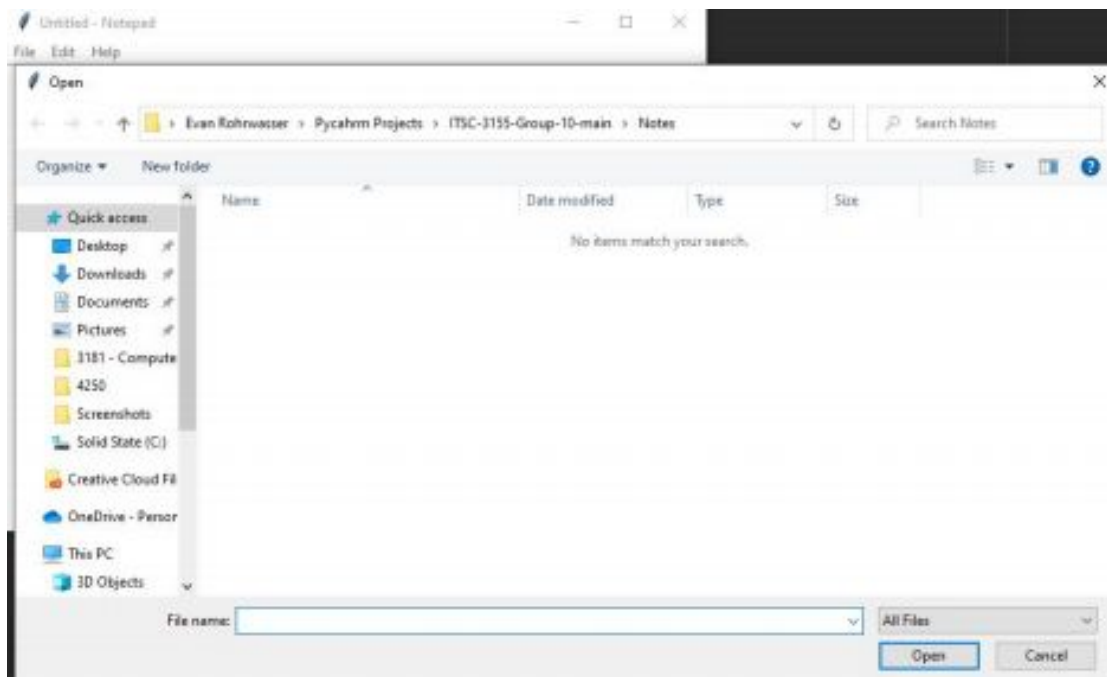 Untitled - Notepad
File Edit Help
Open
Evan Rohrwasser › Pycahrm Projects › ITSC-3155-Group-10-main › Notes
Search Notes
Organize New folder
Name Date modified Type Size
Quick access
No items match your search.
Desktop
Downloads
Documents
Pictures
3181 - Compute
4250
Screenshots
Solid State (C:)
Creative Cloud Fil
OneDrive - Person
This PC
3D Objects
File name: All Files
Open Cancel